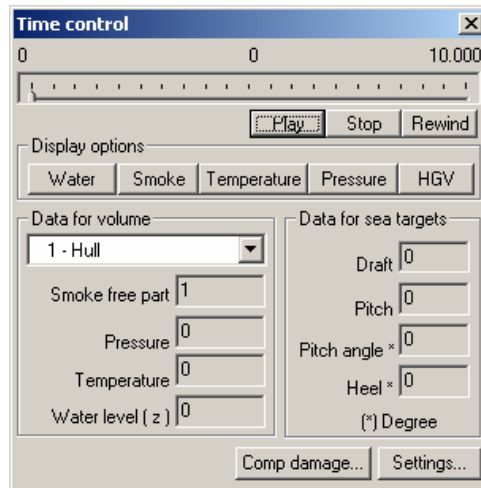 Time control
0 0 10.000
Play Stop Rewind
Display options
Water Smoke Temperature Pressure HGV
Data for volume
1 - Hull
Smoke free part 1
Pressure 0
Temperature 0
Water level ( z ) 0
Data for sea targets
Draft 0
Pitch 0
Pitch angle * 0
Heel * 0
(*) Degree
Comp damage... Settings...